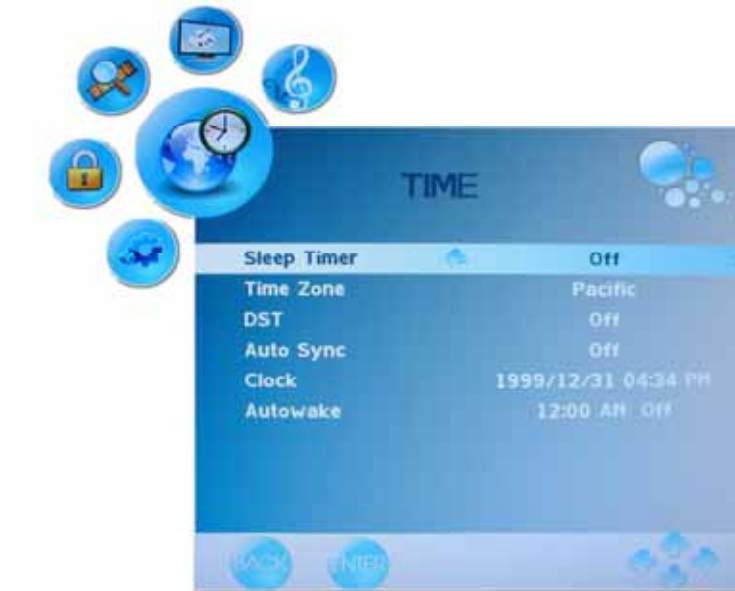 TIME
Sleep Timer Off
Time Zone Pacific
DST Off
Auto Sync Off
Clock 1999/12/31 04:34 PM
Autowake 12:00 AM Off
BACK ENTER